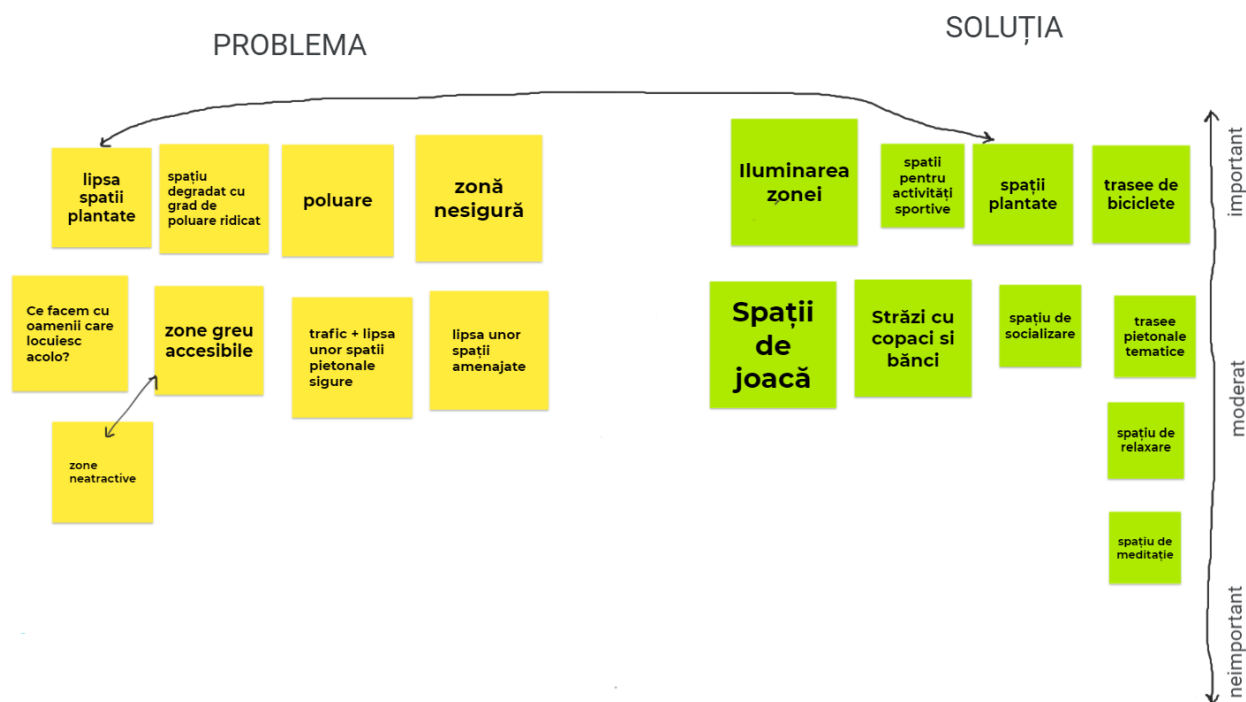 PROBLEMA
SOLUȚIA
lipsa
spatii
plantate
spațiu
degradat cu
grad de
poluare ridicat
poluare
zonă
nesigură
Iluminarea
zonei
spatii
pentru
activități
sportive
spații
plantate
trasee de
biciclete
important
Ce facem cu
oamenii care
locuiesc
acolo?
zone greu
accesibile
trafic + lipsa
unor spatii
pietonale
sigure
lipsa unor
spații
amenajate
Spații
de
joacă
Străzi cu
copaci si
bănci
spațiu de
socializare
trasee
pietonale
tematice
moderat
zone
neatractive
spațiu de
relaxare
spațiu de
meditație
neimportant